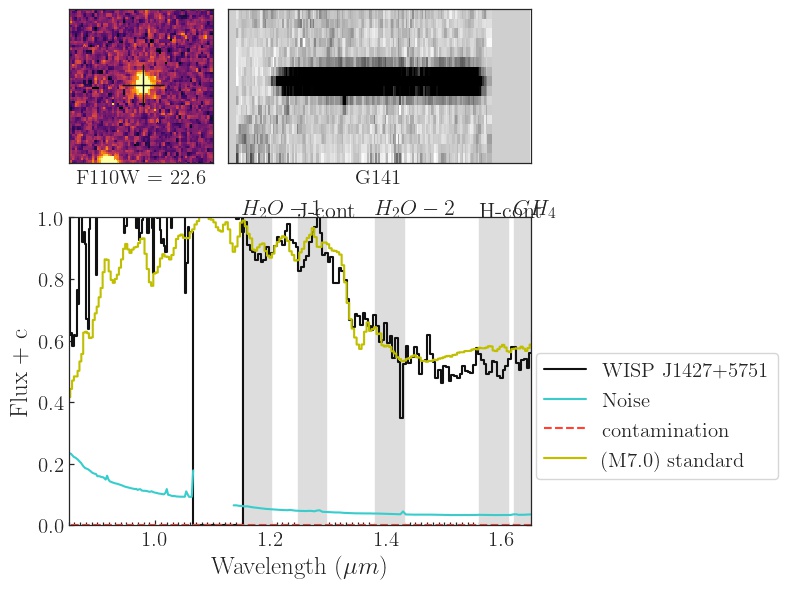 F110W = 22.6
G141
H2O − 1 J-cont H2O − 2 H-cont CH4
1.0
0.8
0.6
0.4
0.2
0.0
Flux + c
1.0 1.2 1.4 1.6
Wavelength (μm)
WISP J1427+5751
Noise
contamination
(M7.0) standard